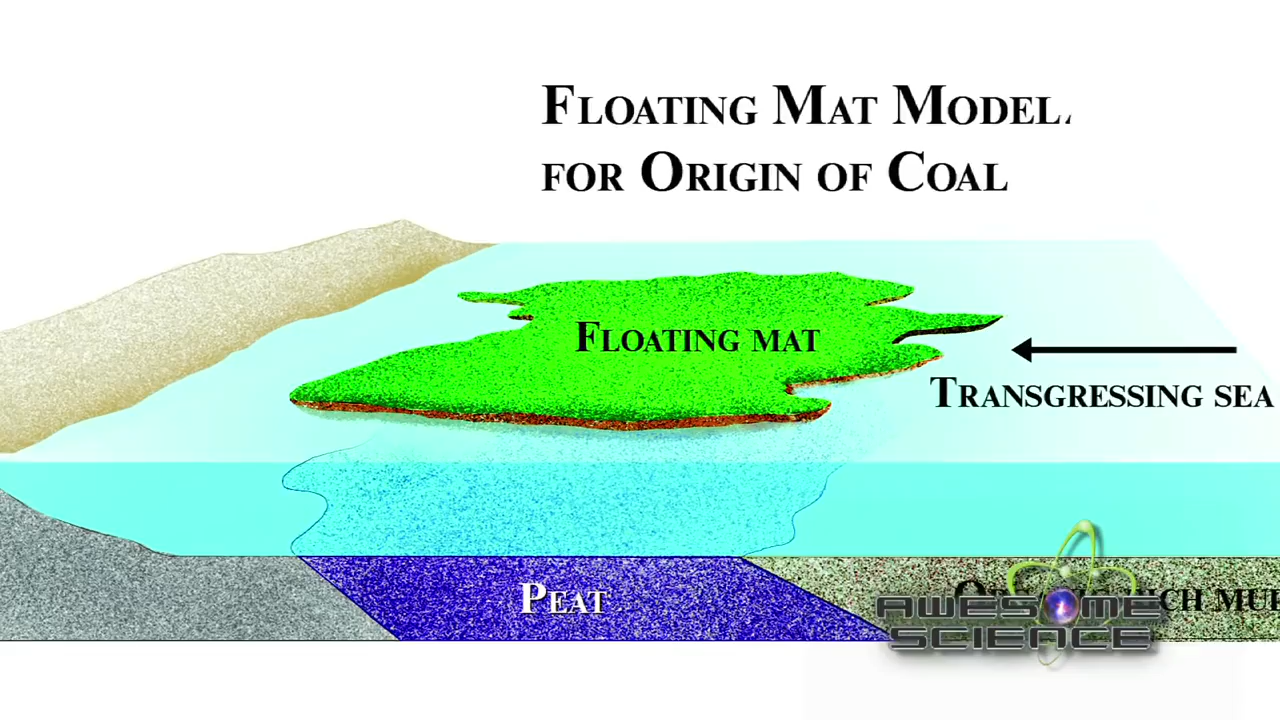 Floating Mat Model
for Origin of Coal
Floating mat
Transgressing sea
Peat
Awesome
Science